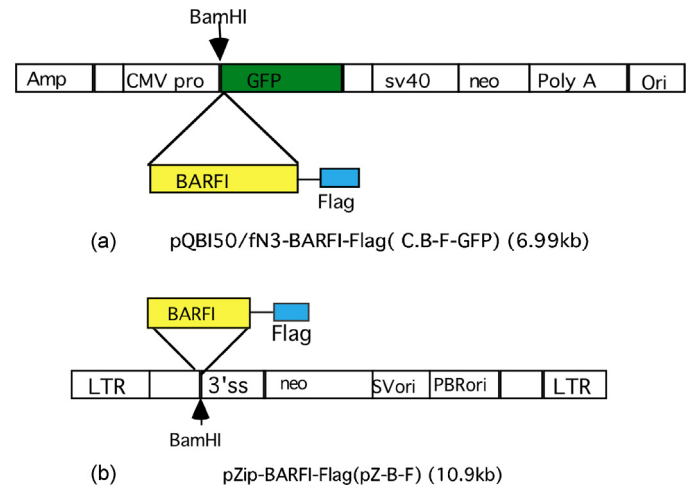 BamHI
Amp CMV pro GFP sv40 neo Poly A Ori
BARFI
Flag
(a) pQBI50/fN3-BARFI-Flag( C.B-F-GFP) (6.99kb)
BARFI
Flag
LTR 3'ss neo SVori PBRori LTR
BamHI
(b) pZip-BARFI-Flag(pZ-B-F) (10.9kb)